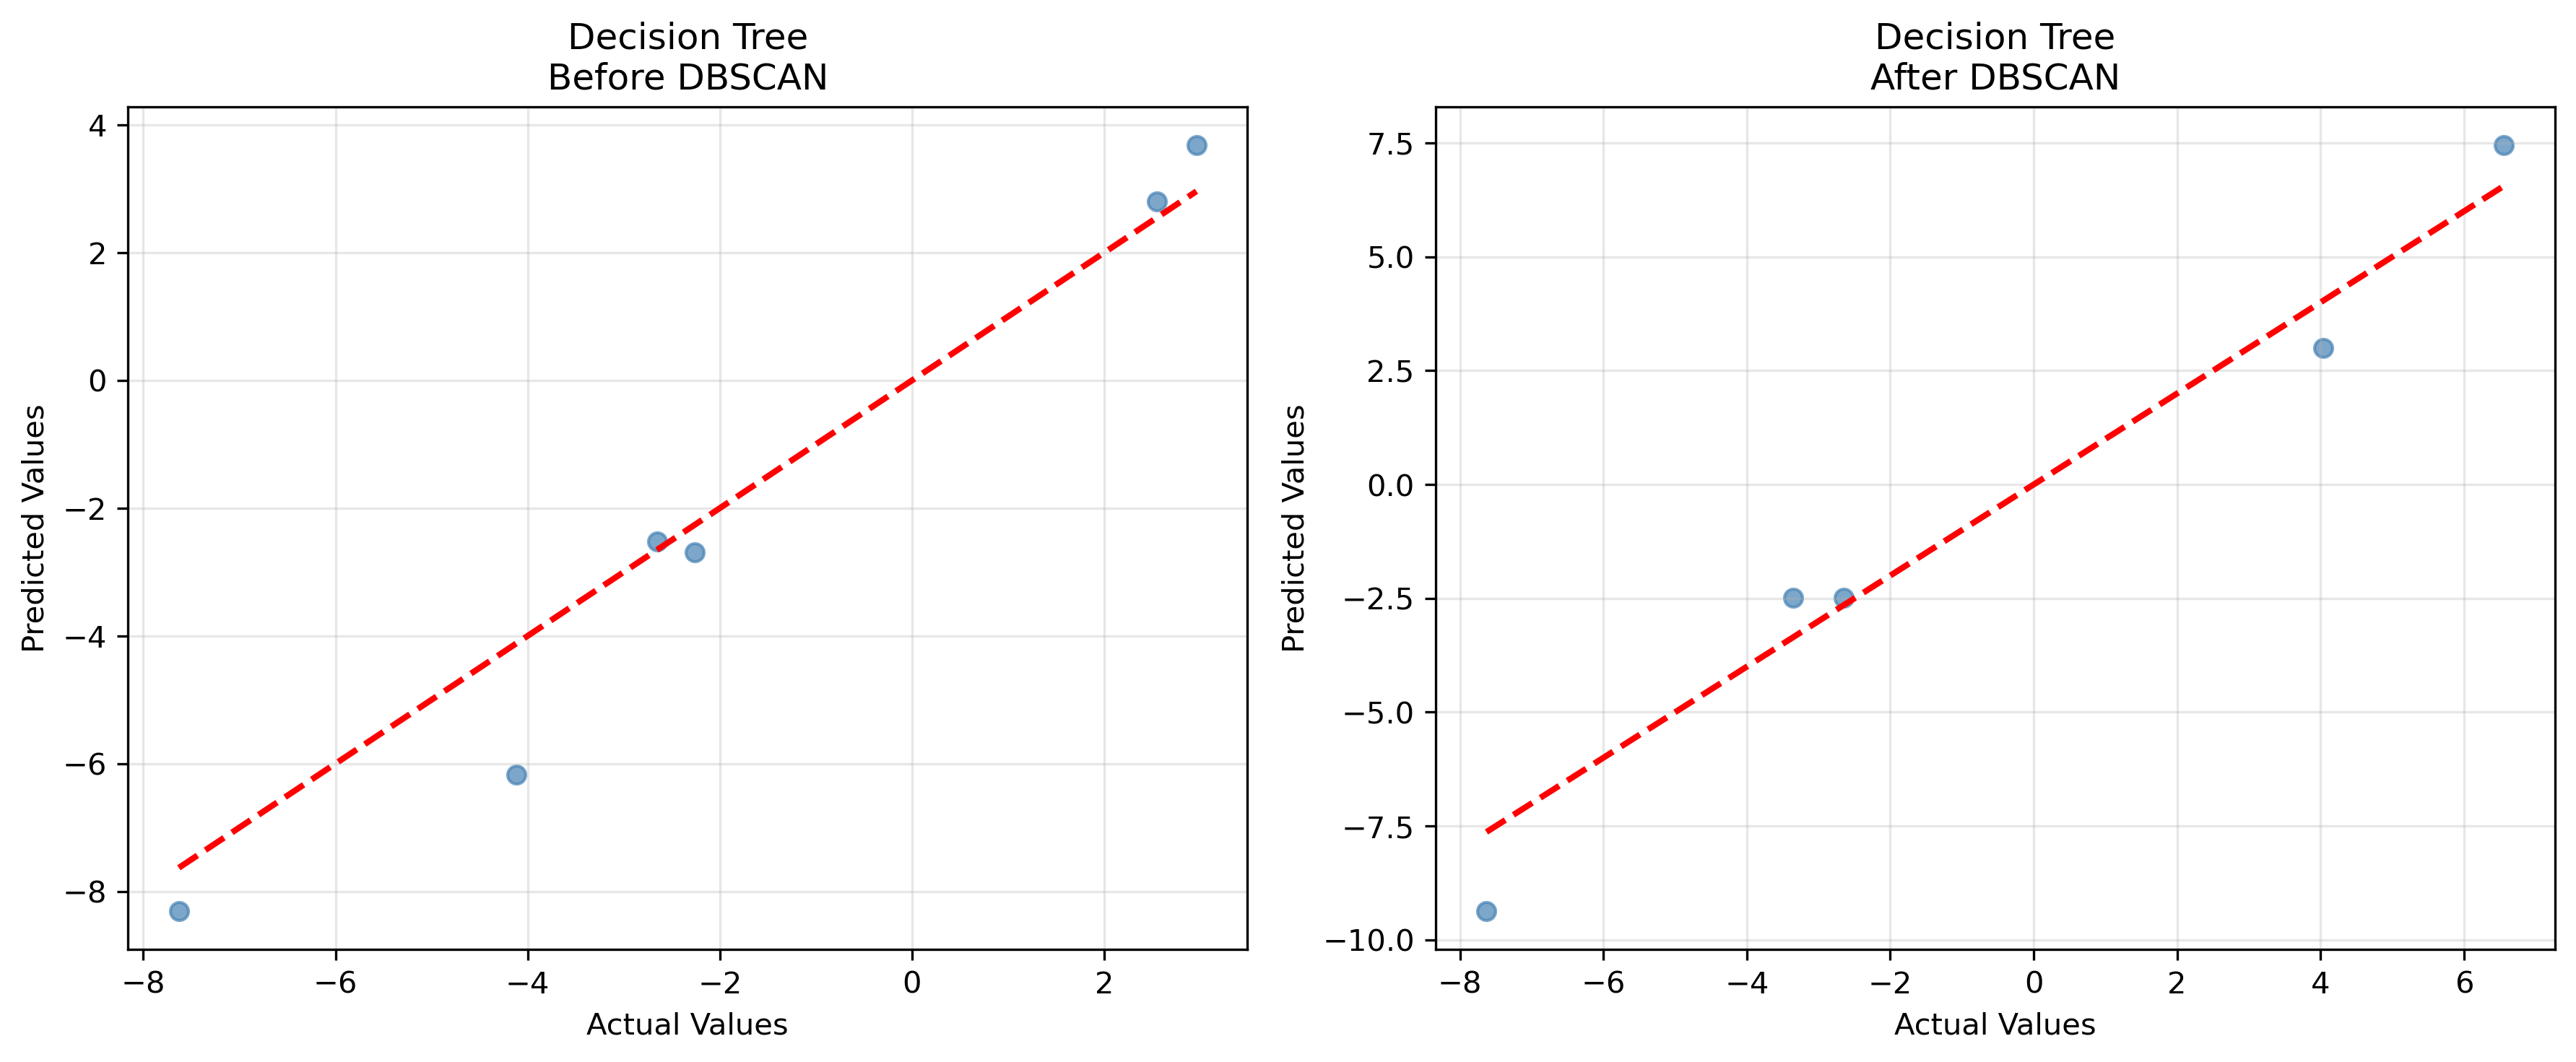 Decision Tree
Before DBSCAN
4
2
0
−2
−4
−6
−8
Predicted Values
−8 −6 −4 −2 0 2
Actual Values
Decision Tree
After DBSCAN
7.5
5.0
2.5
0.0
−2.5
−5.0
−7.5
−10.0
Predicted Values
−8 −6 −4 −2 0 2 4 6
Actual Values